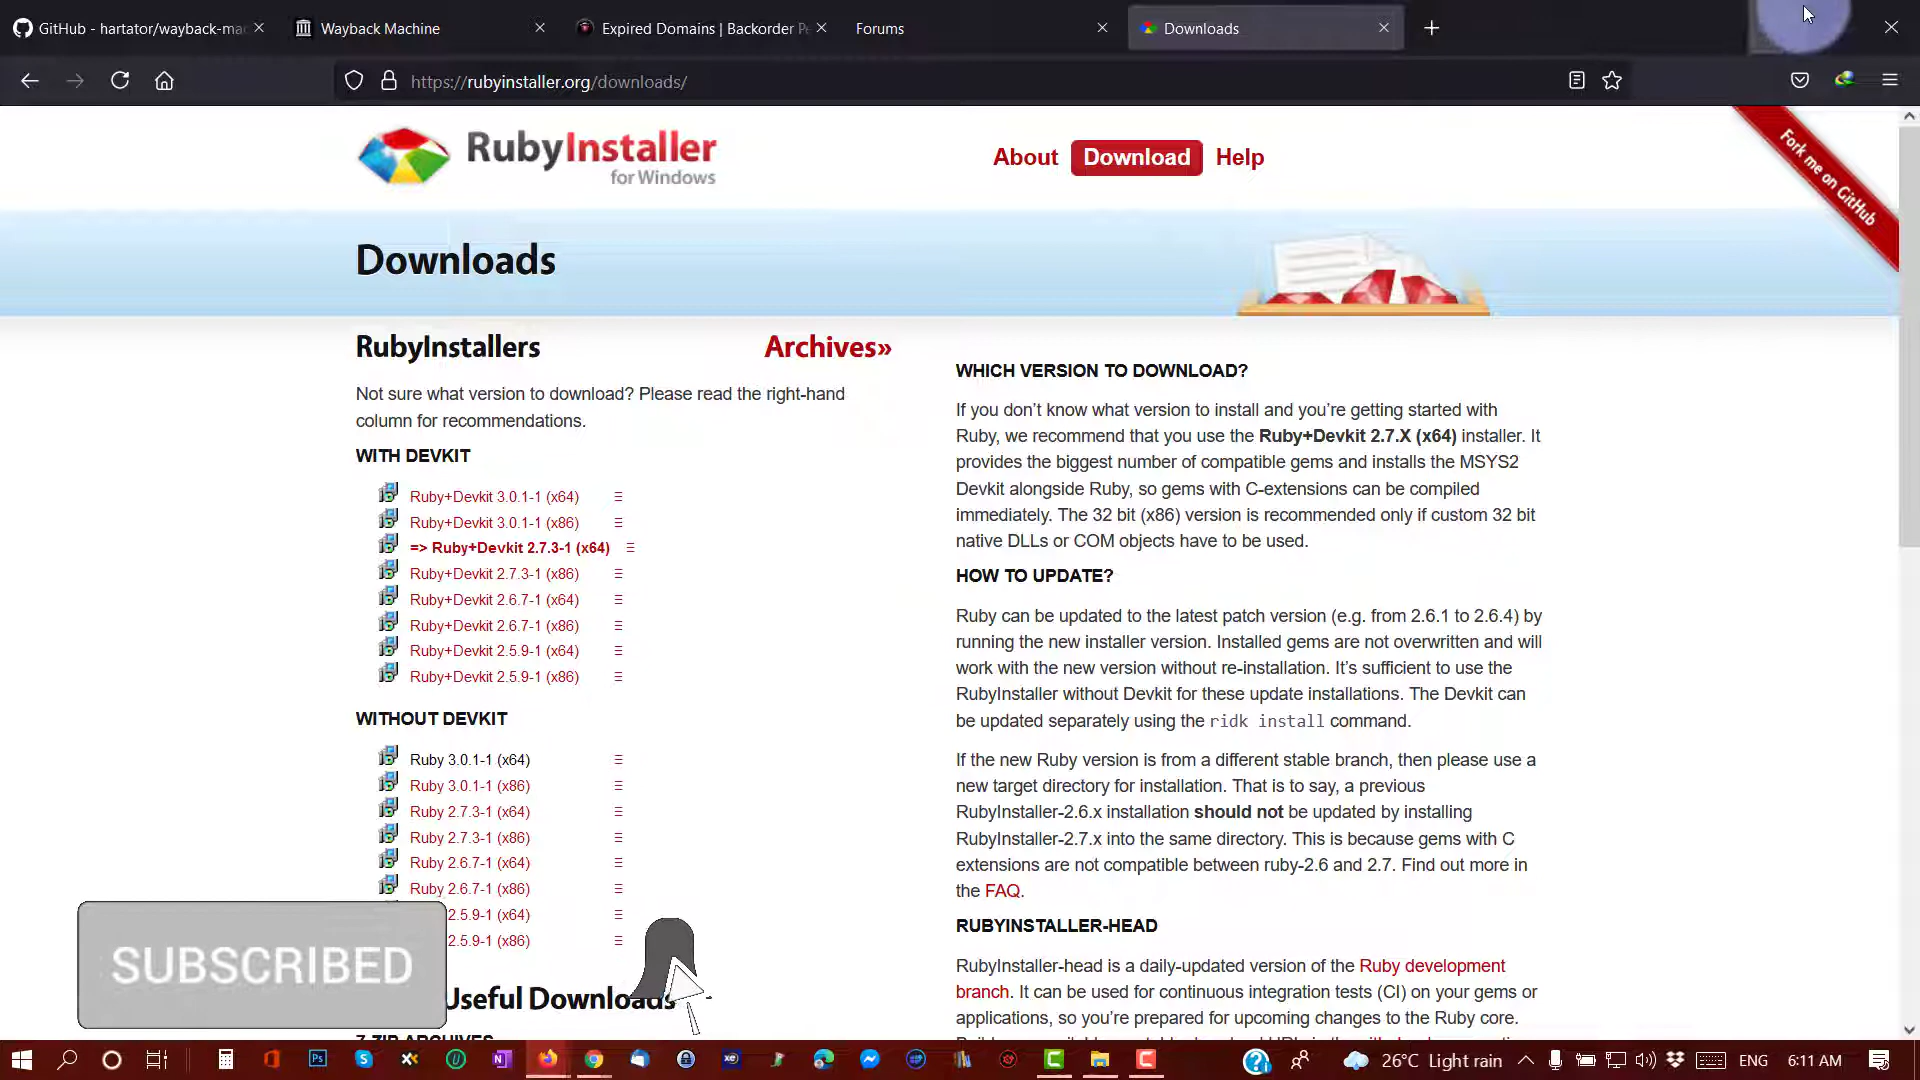 GitHub - hartator/wayback-mac
Wayback Machine
Expired Domains | Backorder Pe
Forums
Downloads
https://rubyinstaller.org/downloads/
RubyInstaller
for Windows
About
Download
Help
Fork me on GitHub
Downloads
RubyInstallers
Archives»
Not sure what version to download? Please read the right-hand
column for recommendations.
WITH DEVKIT
Ruby+Devkit 3.0.1-1 (x64)
Ruby+Devkit 3.0.1-1 (x86)
=> Ruby+Devkit 2.7.3-1 (x64)
Ruby+Devkit 2.7.3-1 (x86)
Ruby+Devkit 2.6.7-1 (x64)
Ruby+Devkit 2.6.7-1 (x86)
Ruby+Devkit 2.5.9-1 (x64)
Ruby+Devkit 2.5.9-1 (x86)
WITHOUT DEVKIT
Ruby 3.0.1-1 (x64)
Ruby 3.0.1-1 (x86)
Ruby 2.7.3-1 (x64)
Ruby 2.7.3-1 (x86)
Ruby 2.6.7-1 (x64)
Ruby 2.6.7-1 (x86)
2.5.9-1 (x64)
2.5.9-1 (x86)
SUBSCRIBED
Useful Downloads
7-ZIP ARCHIVES
WHICH VERSION TO DOWNLOAD?
If you don’t know what version to install and you’re getting started with
Ruby, we recommend that you use the Ruby+Devkit 2.7.X (x64) installer. It
provides the biggest number of compatible gems and installs the MSYS2
Devkit alongside Ruby, so gems with C-extensions can be compiled
immediately. The 32 bit (x86) version is recommended only if custom 32 bit
native DLLs or COM objects have to be used.
HOW TO UPDATE?
Ruby can be updated to the latest patch version (e.g. from 2.6.1 to 2.6.4) by
running the new installer version. Installed gems are not overwritten and will
work with the new version without re-installation. It’s sufficient to use the
RubyInstaller without Devkit for these update installations. The Devkit can
be updated separately using the ridk install command.
If the new Ruby version is from a different stable branch, then please use a
new target directory for installation. That is to say, a previous
RubyInstaller-2.6.x installation should not be updated by installing
RubyInstaller-2.7.x into the same directory. This is because gems with C
extensions are not compatible between ruby-2.6 and 2.7. Find out more in
the FAQ.
RUBYINSTALLER-HEAD
RubyInstaller-head is a daily-updated version of the Ruby development
branch. It can be used for continuous integration tests (CI) on your gems or
applications, so you’re prepared for upcoming changes to the Ruby core.
26°C Light rain
ENG
6:11 AM